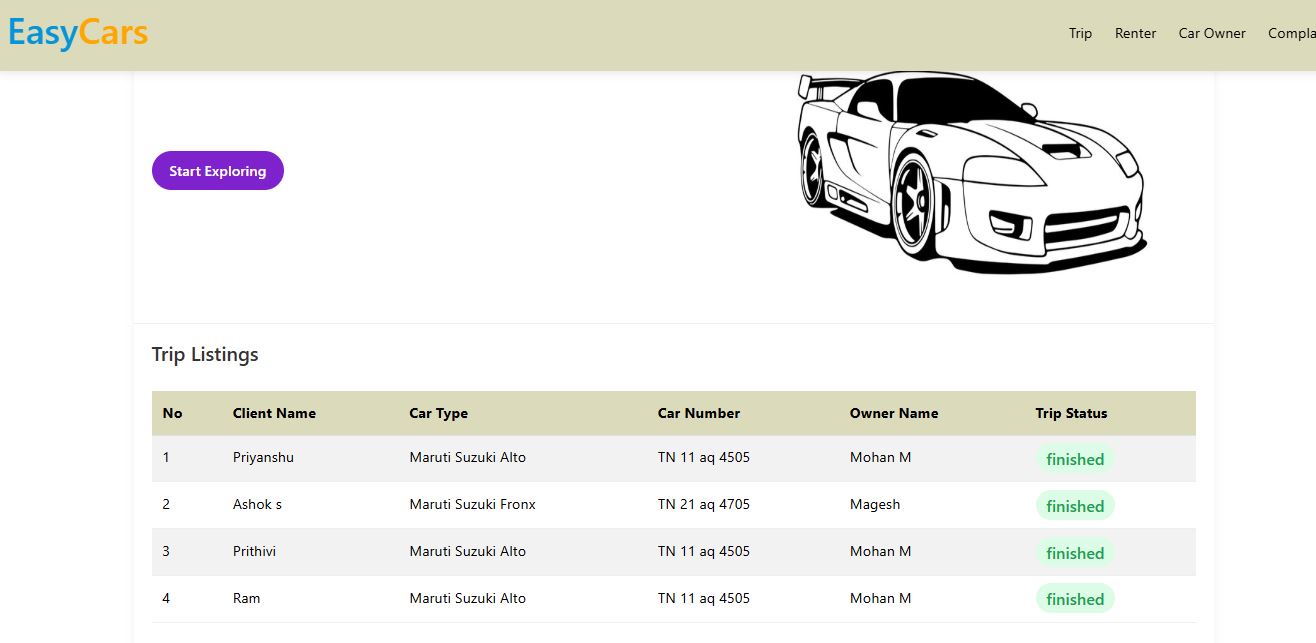 EasyCars
Trip Renter Car Owner Compla
Start Exploring
Trip Listings
No Client Name Car Type Car Number Owner Name Trip Status
1 Priyanshu Maruti Suzuki Alto TN 11 aq 4505 Mohan M finished
2 Ashok s Maruti Suzuki Fronx TN 21 aq 4705 Magesh finished
3 Prithivi Maruti Suzuki Alto TN 11 aq 4505 Mohan M finished
4 Ram Maruti Suzuki Alto TN 11 aq 4505 Mohan M finished